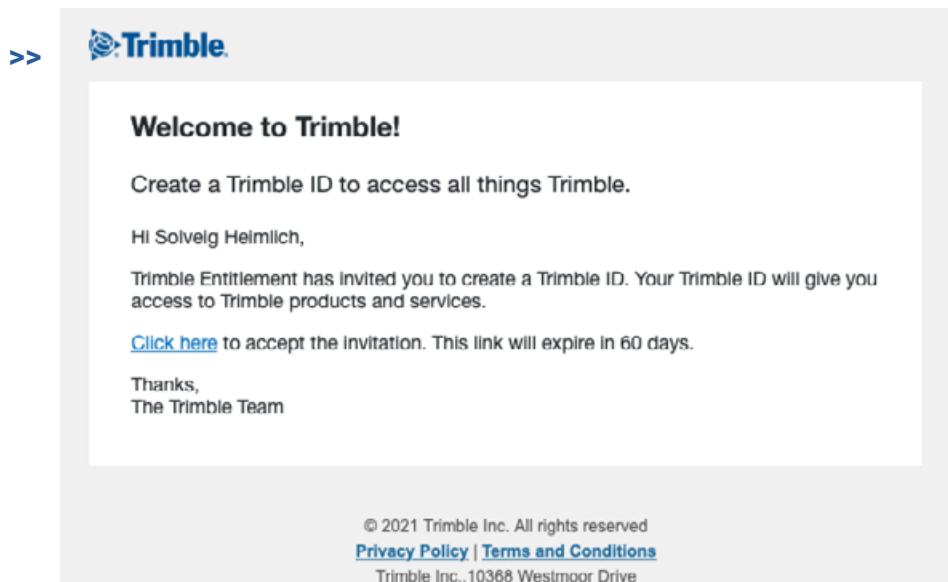 >>
Trimble.
Welcome to Trimble!
Create a Trimble ID to access all things Trimble.
Hi Solveig Heimlich,
Trimble Entitlement has invited you to create a Trimble ID. Your Trimble ID will give you
access to Trimble products and services.
Click here to accept the invitation. This link will expire in 60 days.
Thanks,
The Trimble Team
© 2021 Trimble Inc. All rights reserved
Privacy Policy | Terms and Conditions
Trimble Inc.,10368 Westmoor Drive